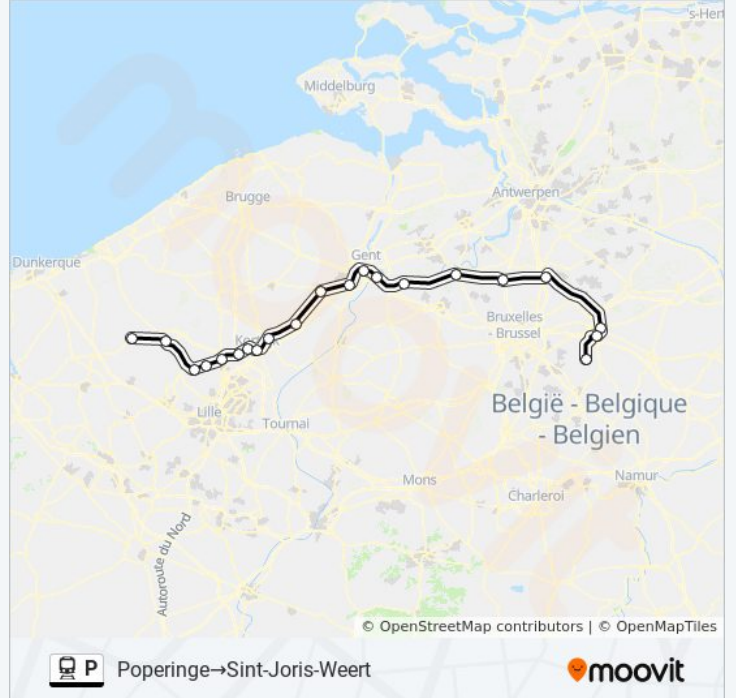 's-Her
Middelburg
Antwerpen
Brugge
Gent
Dunkerque
Bruxelles
- Brussel
Lille
België - Belgique
- Belgien
Tournai
Mons
Namur
Charleroi
Autoroute du Nord
© OpenStreetMap contributors | © OpenMapTiles
P Poperinge→Sint-Joris-Weert
moovit